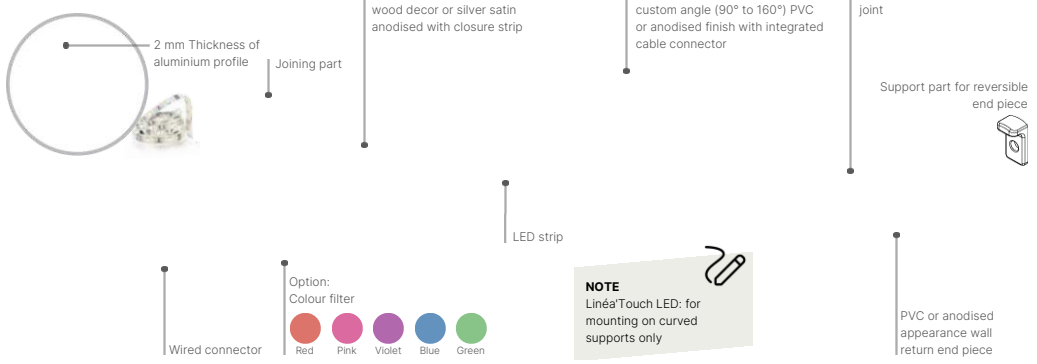 wood decor or silver satin
anodised with closure strip
custom angle (90° to 160°) PVC
or anodised finish with integrated
cable connector
joint
2 mm Thickness of
aluminium profile
Joining part
Support part for reversible
end piece
LED strip
Option:
Colour filter
Red
Pink
Violet
Blue
Green
Wired connector
NOTE
Linéa'Touch LED: for
mounting on curved
supports only
PVC or anodised
appearance wall
return end piece